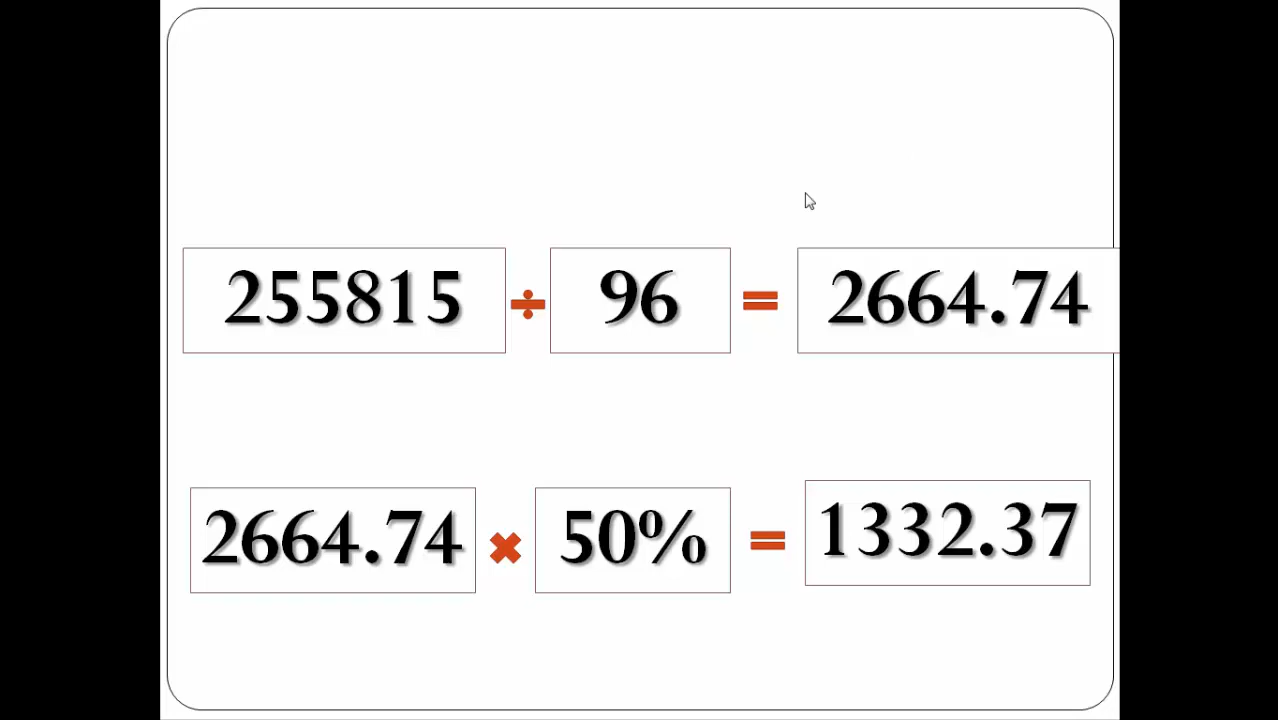 255815 ÷ 96 = 2664.74
2664.74 × 50% = 1332.37